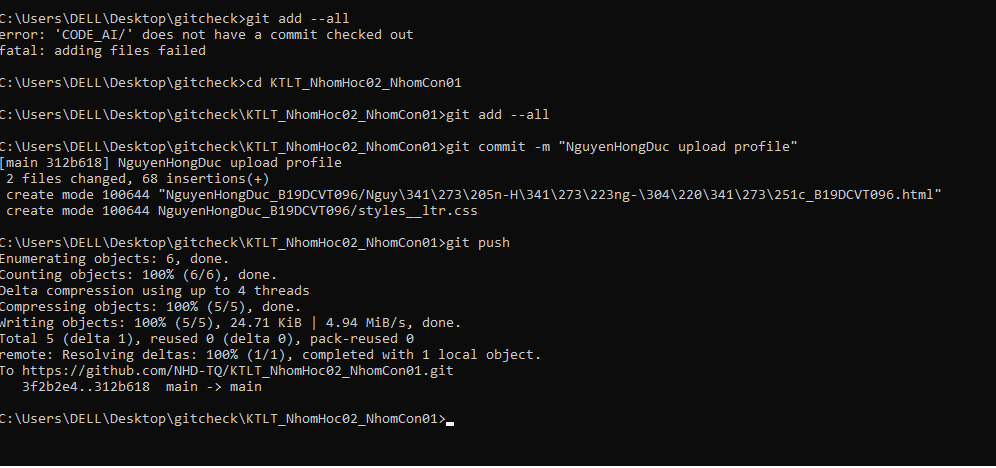 C:\Users\DELL\Desktop\gitcheck>git add --all
error: 'CODE_AI/' does not have a commit checked out
fatal: adding files failed
C:\Users\DELL\Desktop\gitcheck>cd KTLT_NhomHoc02_NhomCon01
C:\Users\DELL\Desktop\gitcheck\KTLT_NhomHoc02_NhomCon01>git add --all
C:\Users\DELL\Desktop\gitcheck\KTLT_NhomHoc02_NhomCon01>git commit -m "NguyenHongDuc upload profile"
[main 312b618] NguyenHongDuc upload profile
2 files changed, 68 insertions(+)
create mode 100644 "NguyenHongDuc_B19DCVT096/Nguy\341\273\205n-H\341\273\223ng-\304\220\341\273\251c_B19DCVT096.html"
create mode 100644 NguyenHongDuc_B19DCVT096/styles__ltr.css
C:\Users\DELL\Desktop\gitcheck\KTLT_NhomHoc02_NhomCon01>git push
Enumerating objects: 6, done.
Counting objects: 100% (6/6), done.
Delta compression using up to 4 threads
Compressing objects: 100% (5/5), done.
Writing objects: 100% (5/5), 24.71 KiB | 4.94 MiB/s, done.
Total 5 (delta 1), reused 0 (delta 0), pack-reused 0
remote: Resolving deltas: 100% (1/1), completed with 1 local object.
To https://github.com/NHD-TQ/KTLT_NhomHoc02_NhomCon01.git
3f2b2e4..312b618  main -> main
C:\Users\DELL\Desktop\gitcheck\KTLT_NhomHoc02_NhomCon01>